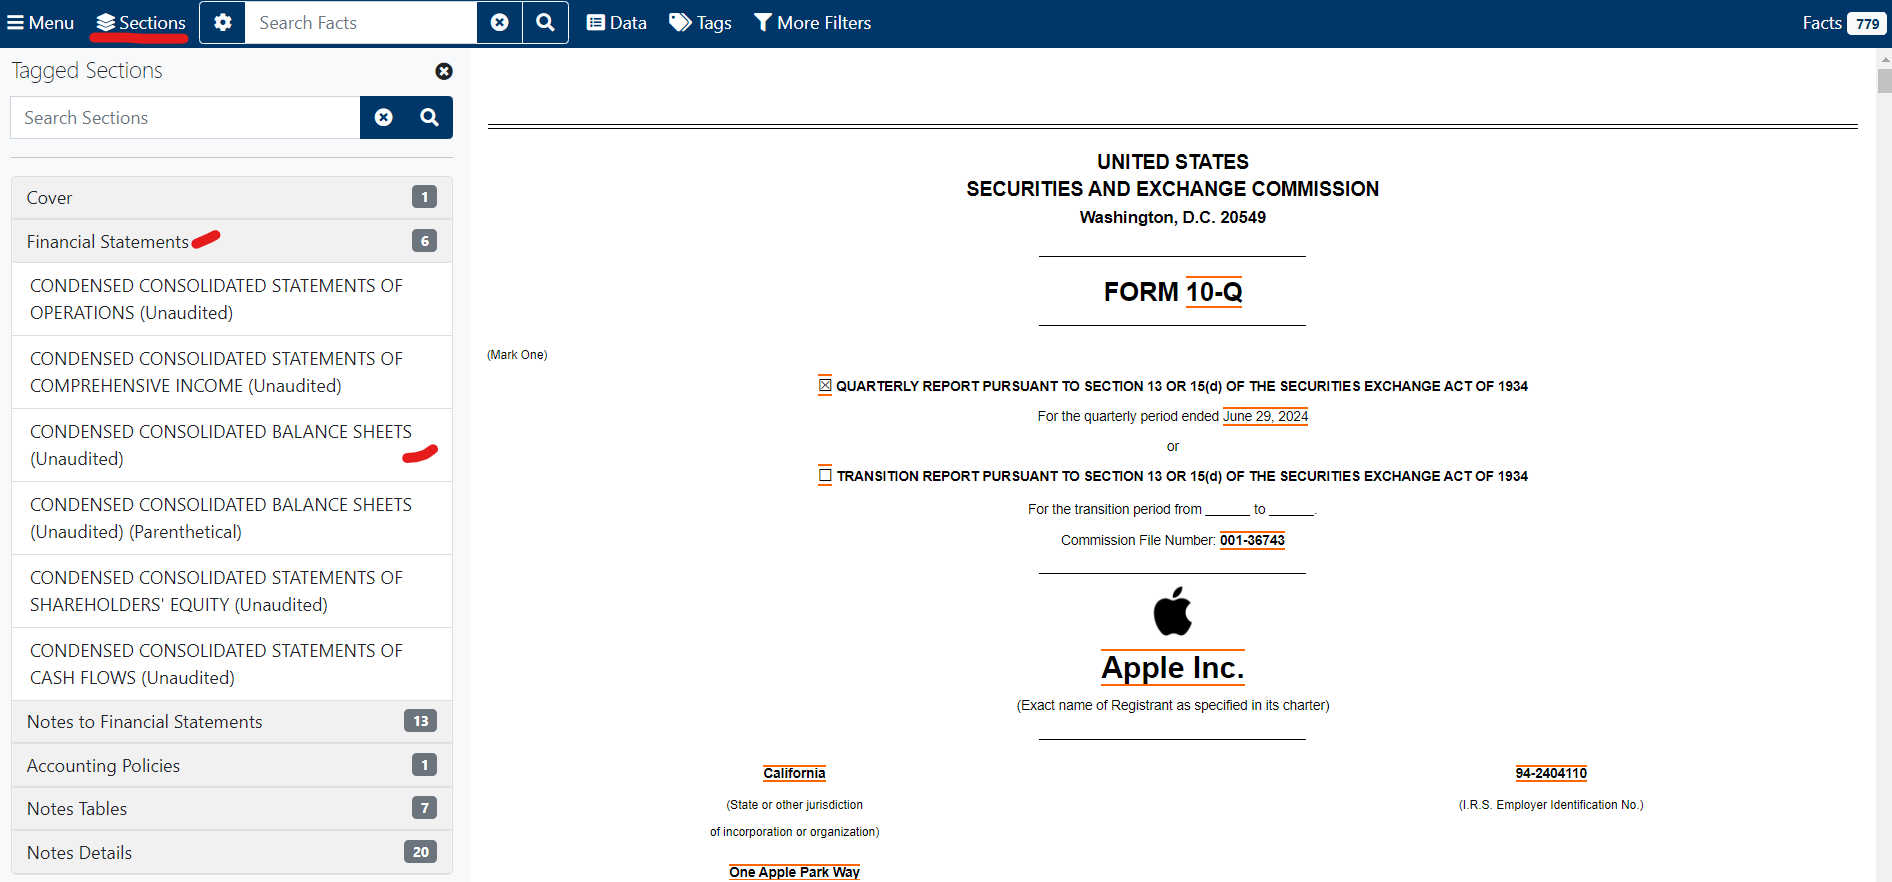 Menu Sections Search Facts Data Tags More Filters Facts 779
Tagged Sections
Search Sections
Cover 1
Financial Statements 6
CONDENSED CONSOLIDATED STATEMENTS OF
OPERATIONS (Unaudited)
CONDENSED CONSOLIDATED STATEMENTS OF
COMPREHENSIVE INCOME (Unaudited)
CONDENSED CONSOLIDATED BALANCE SHEETS
(Unaudited)
CONDENSED CONSOLIDATED BALANCE SHEETS
(Unaudited) (Parenthetical)
CONDENSED CONSOLIDATED STATEMENTS OF
SHAREHOLDERS' EQUITY (Unaudited)
CONDENSED CONSOLIDATED STATEMENTS OF
CASH FLOWS (Unaudited)
Notes to Financial Statements 13
Accounting Policies 1
Notes Tables 7
Notes Details 20
UNITED STATES
SECURITIES AND EXCHANGE COMMISSION
Washington, D.C. 20549
FORM 10-Q
(Mark One)
☒ QUARTERLY REPORT PURSUANT TO SECTION 13 OR 15(d) OF THE SECURITIES EXCHANGE ACT OF 1934
For the quarterly period ended June 29, 2024
or
☐ TRANSITION REPORT PURSUANT TO SECTION 13 OR 15(d) OF THE SECURITIES EXCHANGE ACT OF 1934
For the transition period from ______ to ______.
Commission File Number: 001-36743
Apple Inc.
(Exact name of Registrant as specified in its charter)
California 94-2404110
(State or other jurisdiction (I.R.S. Employer Identification No.)
of incorporation or organization)
One Apple Park Way